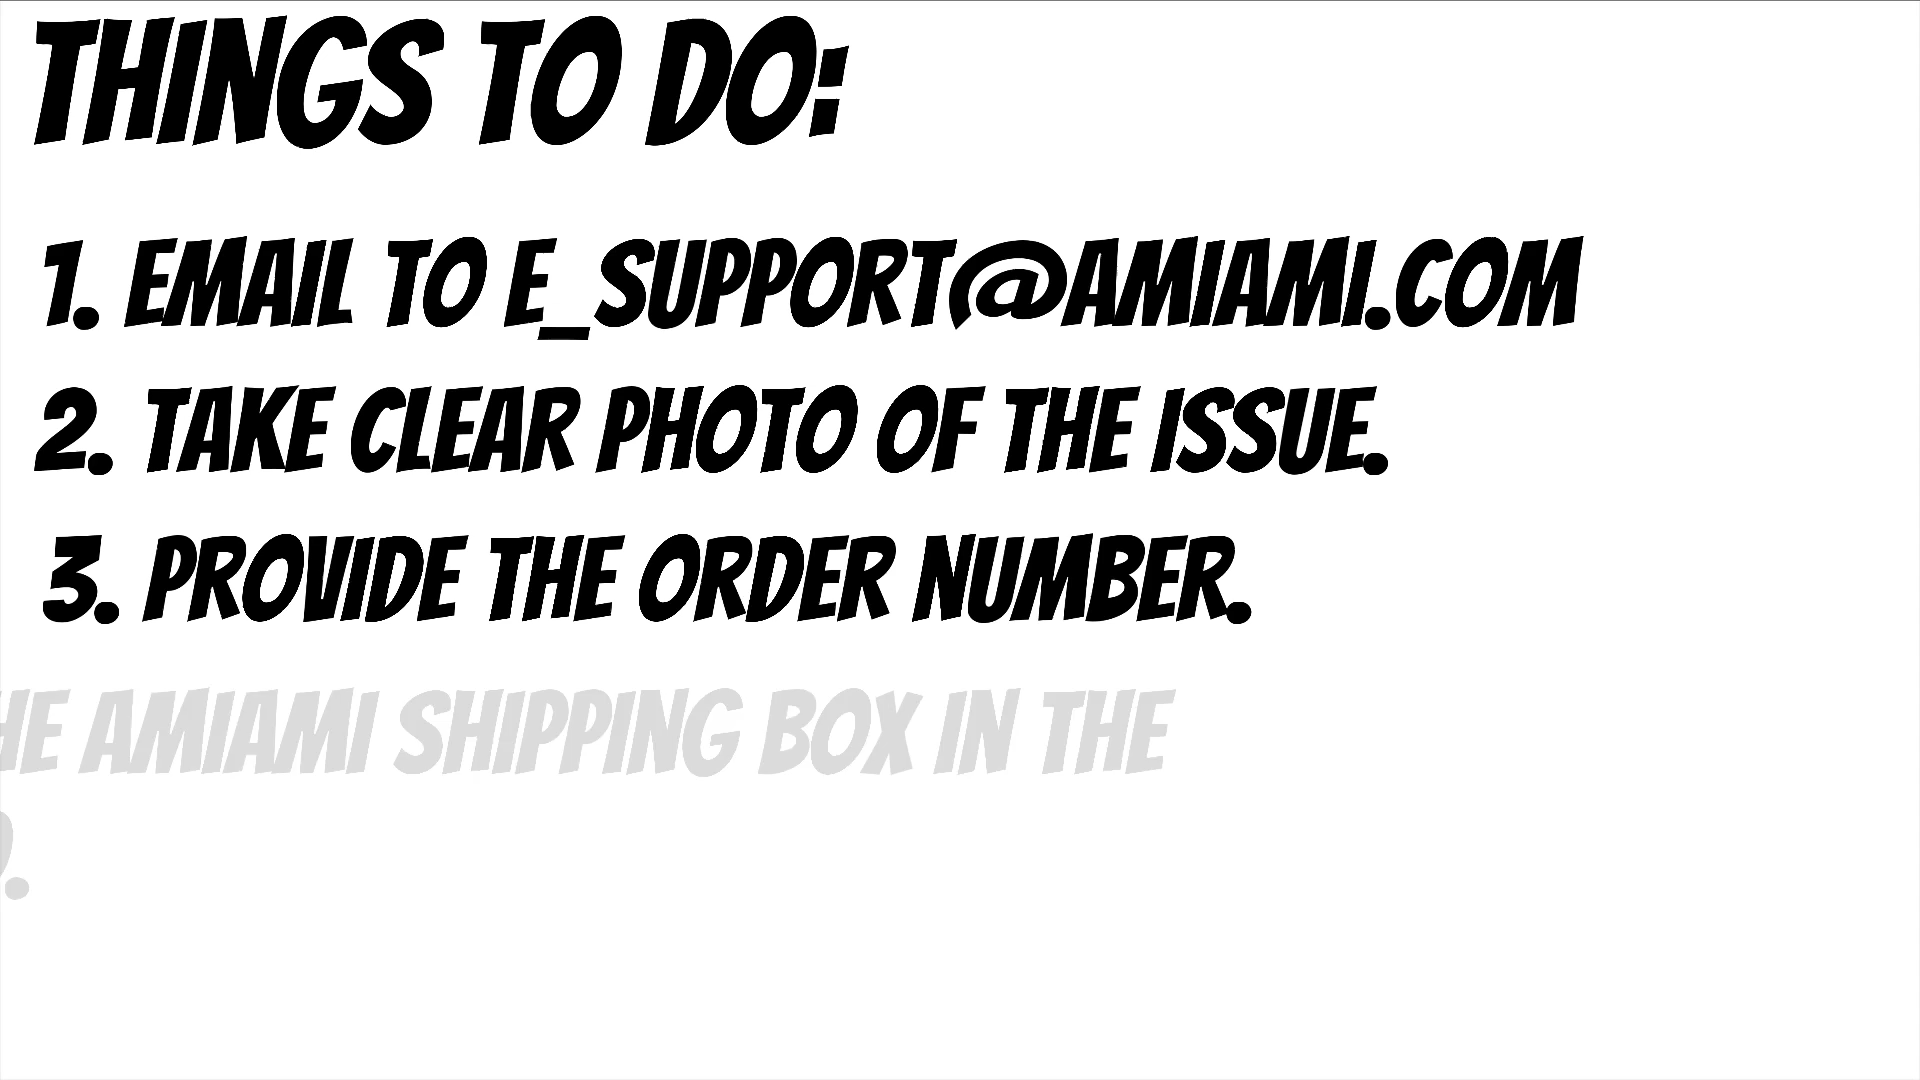 THINGS TO DO:
1. EMAIL TO E_SUPPORT@AMIAMI.COM
2. TAKE CLEAR PHOTO OF THE ISSUE.
3. PROVIDE THE ORDER NUMBER.
HE AMIAMI SHIPPING BOX IN THE